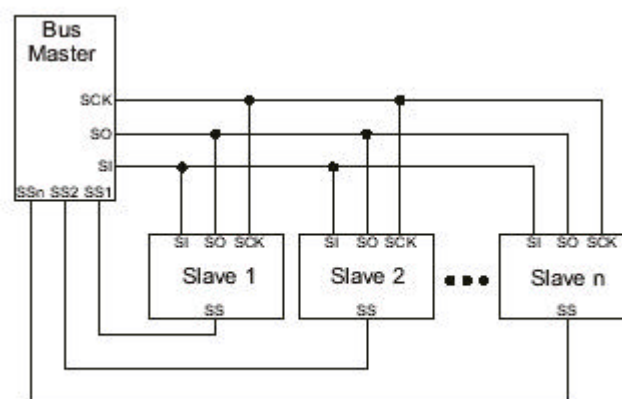 Bus
Master
SCK
SO
SI
SSn SS2 SS1
SI SO SCK
Slave 1
SS
SI SO SCK
Slave 2
SS
SI SO SCK
Slave n
SS